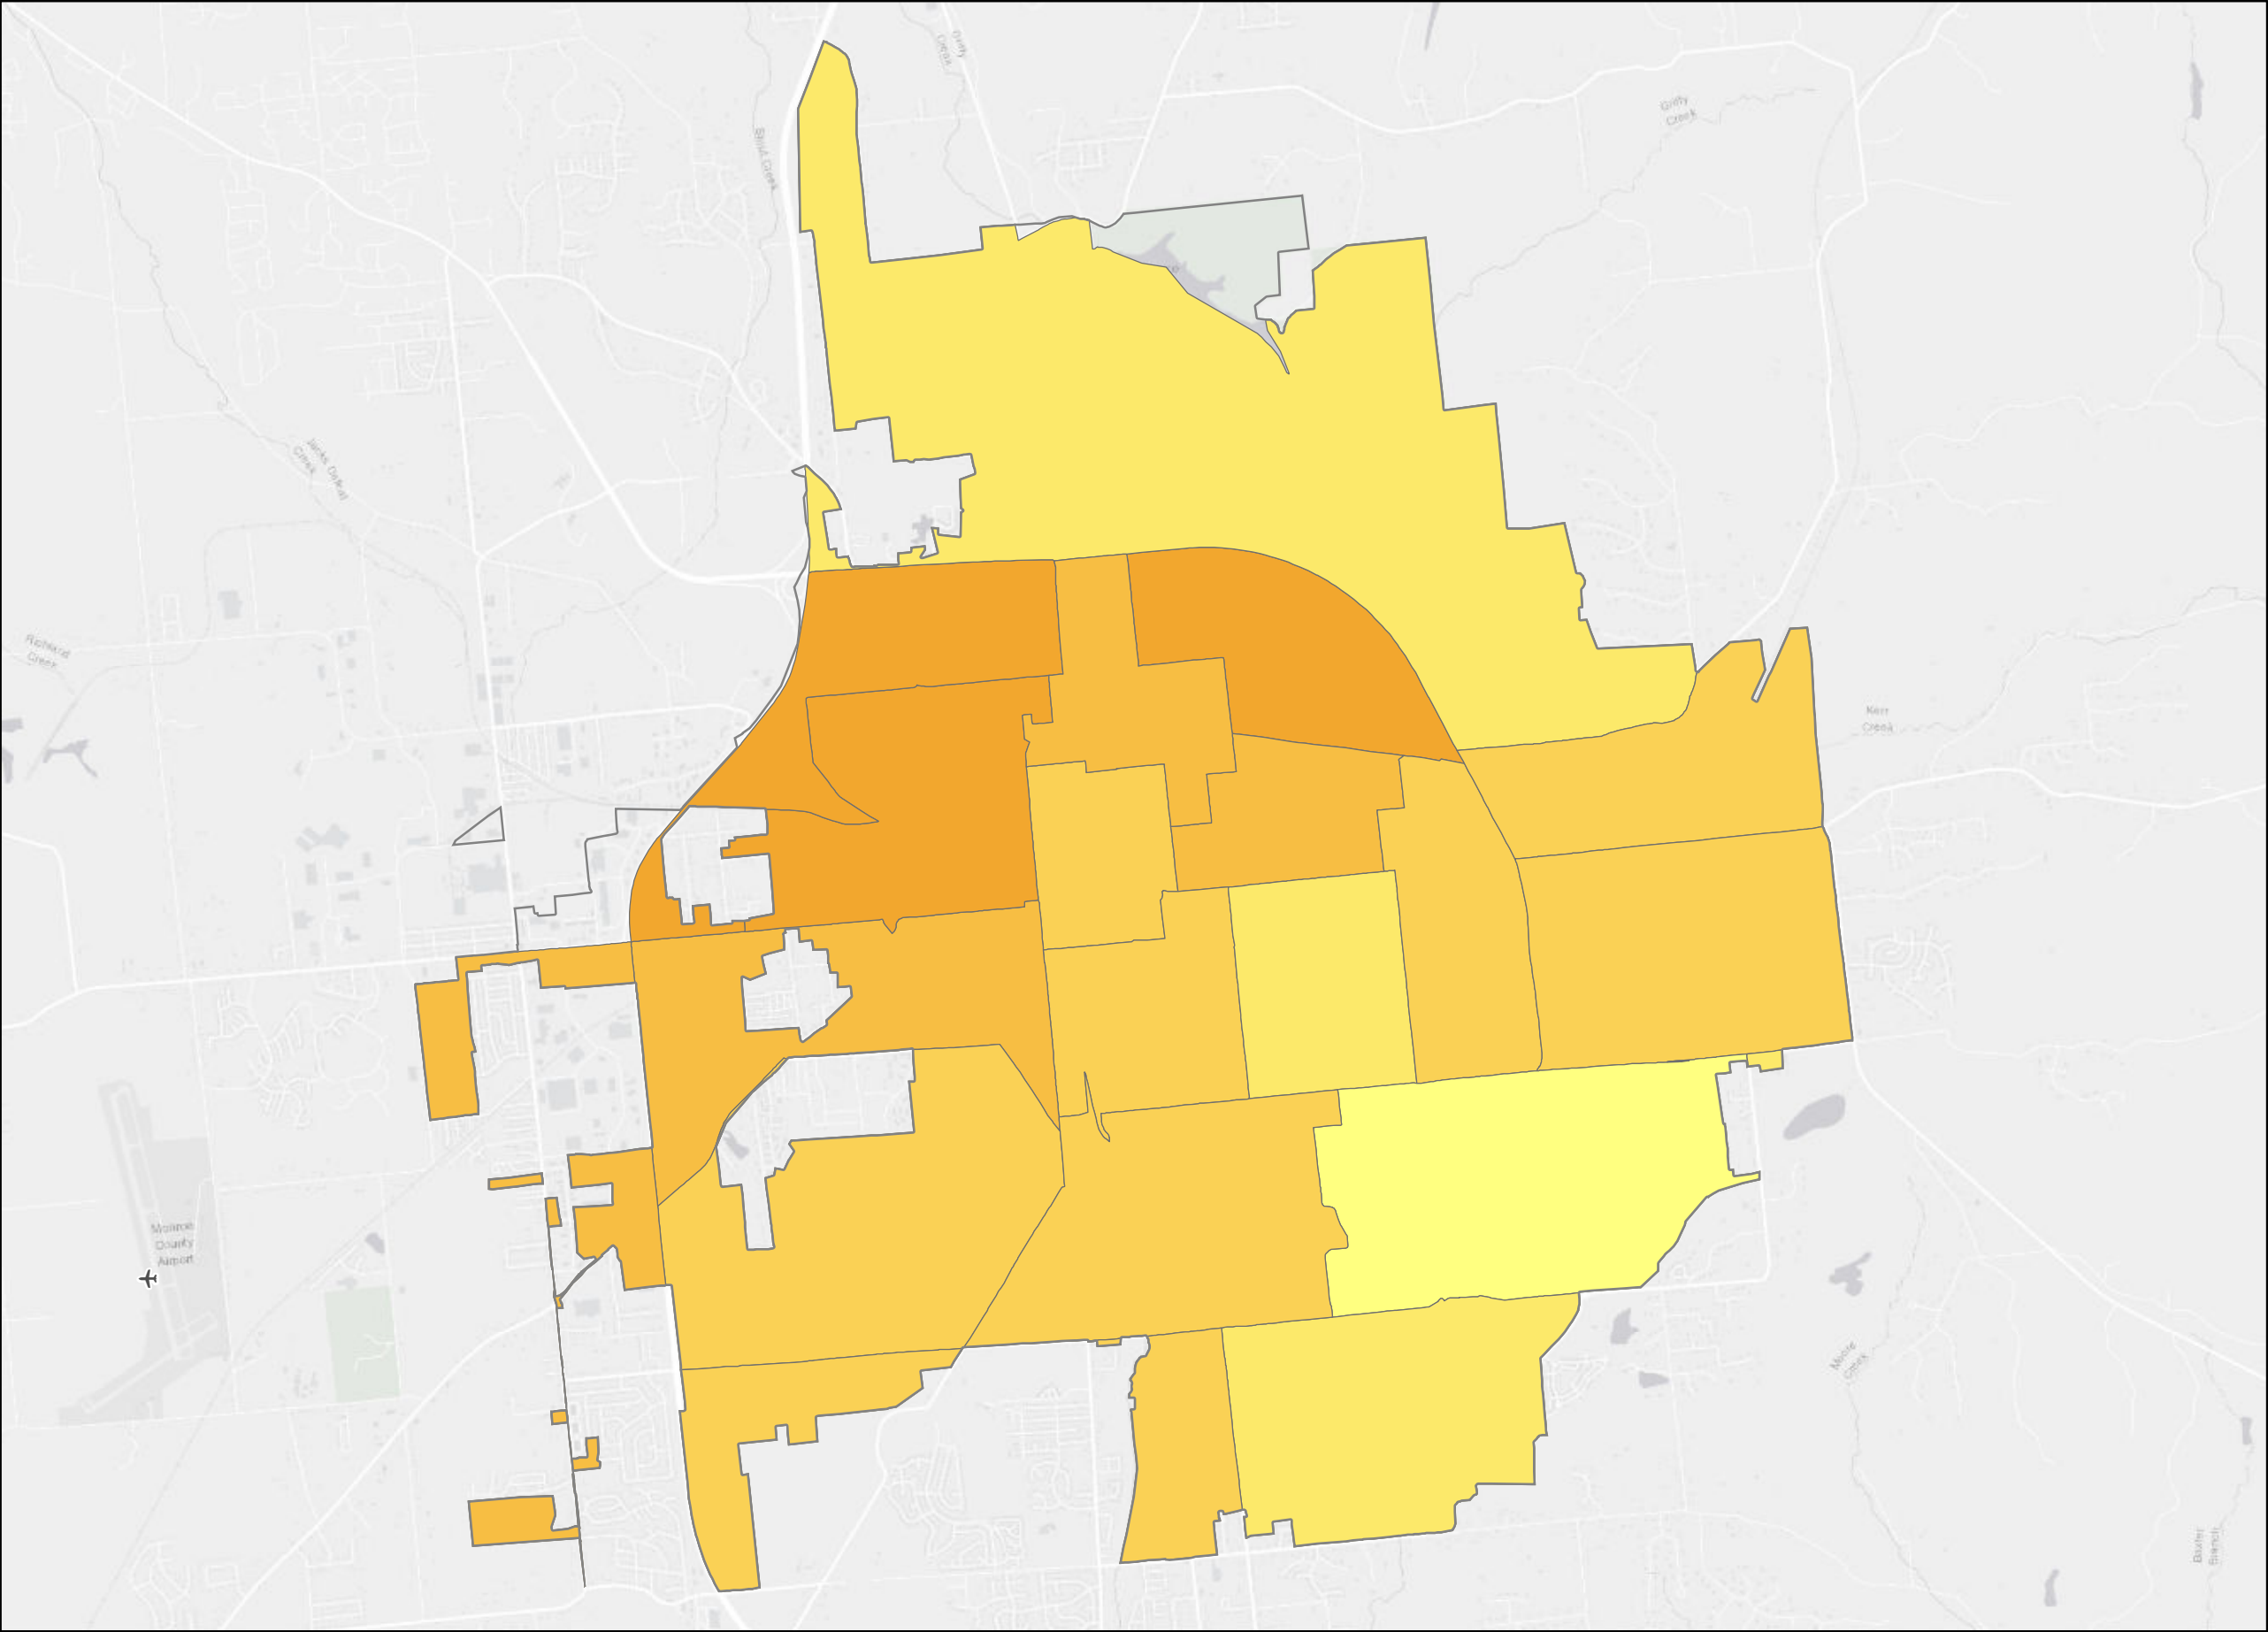 Griffy
Creek
Griffy
Creek
Stout Creek
Jacks Defeat
Creek
Richland
Creek
Kerr
Creek
Monroe
County
Airport
Moore
Creek
Baxter
Branch